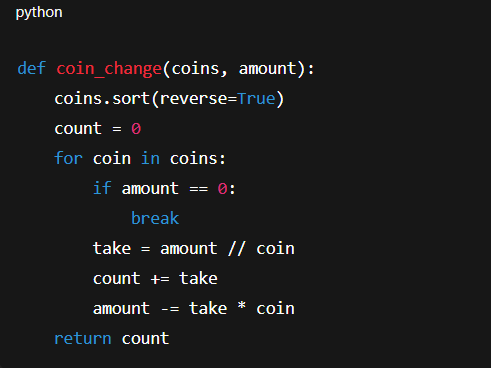 python
def coin_change(coins, amount):
    coins.sort(reverse=True)
    count = 0
    for coin in coins:
        if amount == 0:
            break
        take = amount // coin
        count += take
        amount -= take * coin
    return count